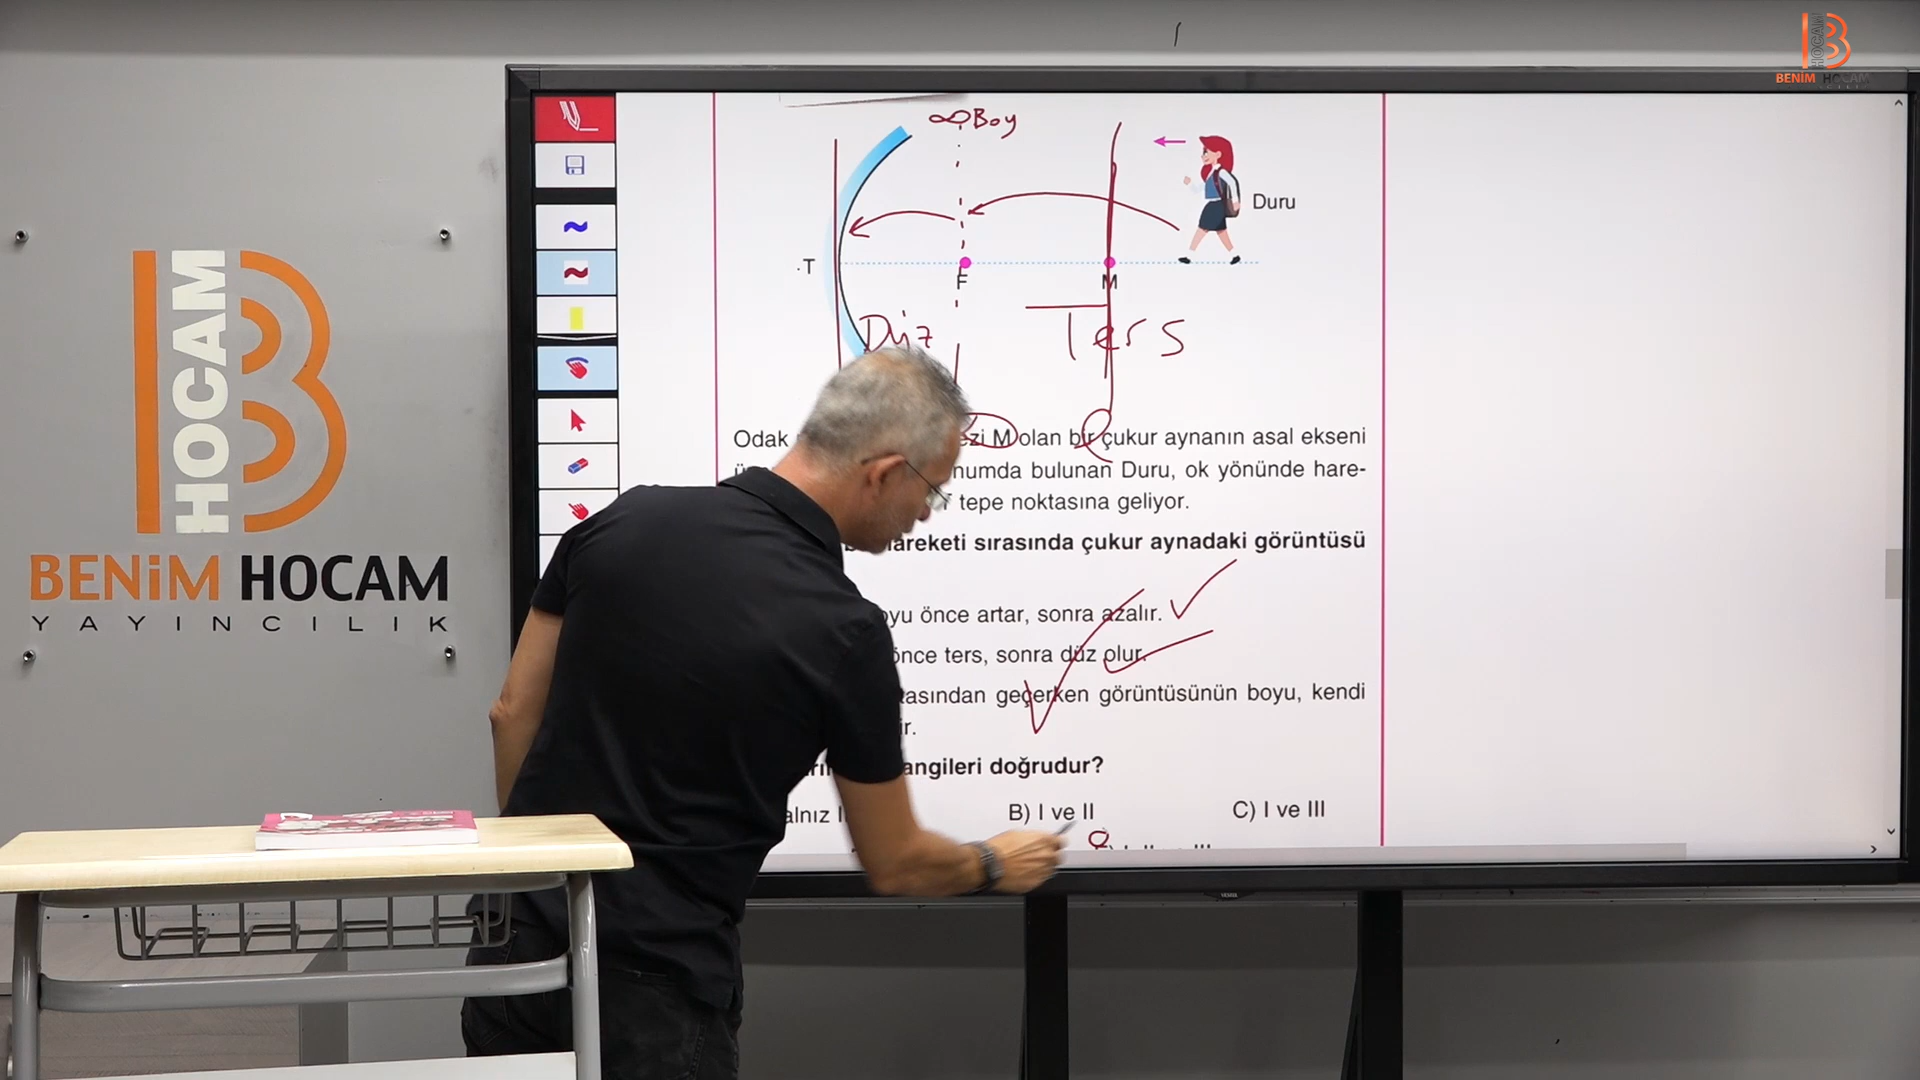 HOCAM
BENİM HOCAM
HOCAM
BENİM HOCAM
YAYINCILIK
∞ Boy
Duru
T
F
M
Düz
Ters
Odak
ezi M olan bir çukur aynanın asal ekseni
numda bulunan Duru, ok yönünde hare-
tepe noktasına geliyor.
hareketi sırasında çukur aynadaki görüntüsü
oyu önce artar, sonra azalır.
önce ters, sonra düz olur.
tasından geçerken görüntüsünün boyu, kendi
ir.
angileri doğrudur?
alnız I
B) I ve II
C) I ve III